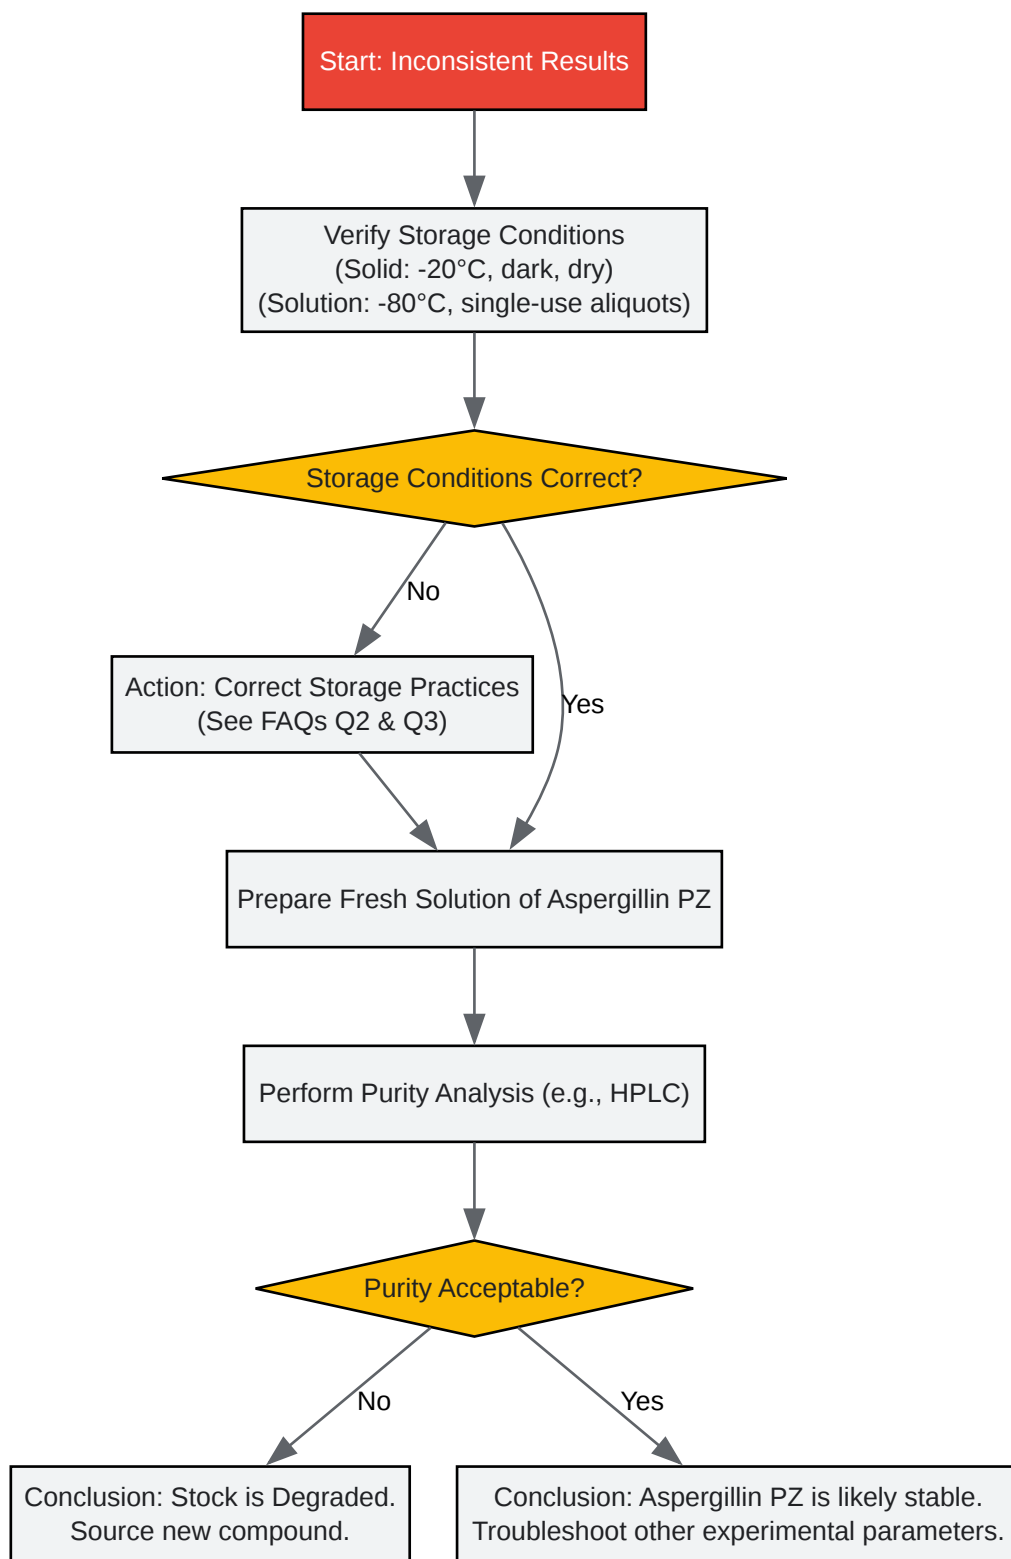 Start: Inconsistent Results
Verify Storage Conditions
(Solid: -20°C, dark, dry)
(Solution: -80°C, single-use aliquots)
Storage Conditions Correct?
No
Action: Correct Storage Practices
(See FAQs Q2 & Q3)
Yes
Prepare Fresh Solution of Aspergillin PZ
Perform Purity Analysis (e.g., HPLC)
Purity Acceptable?
No
Yes
Conclusion: Stock is Degraded.
Source new compound.
Conclusion: Aspergillin PZ is likely stable.
Troubleshoot other experimental parameters.